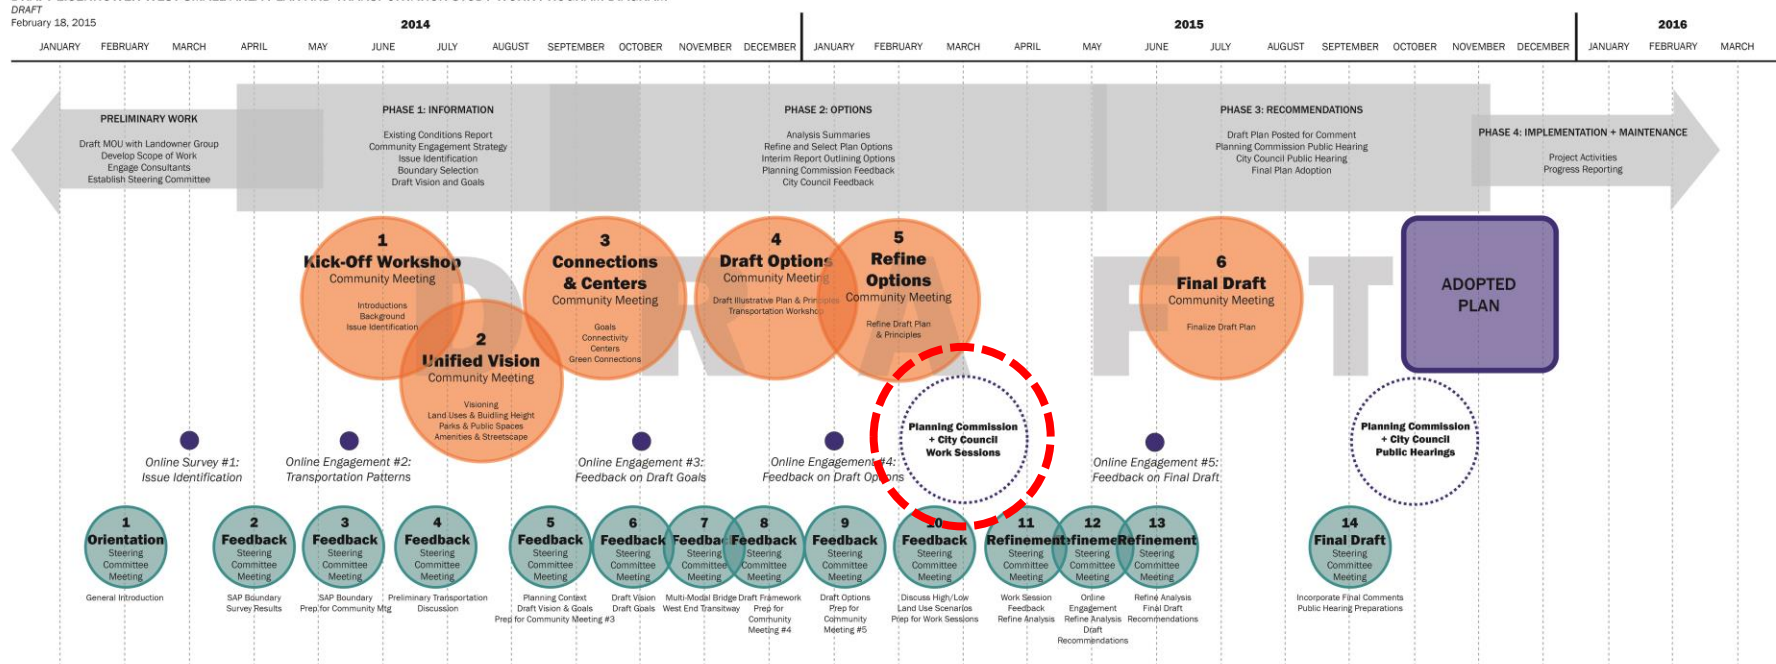 DRAFT
February 18, 2015
2014
2015
2016
JANUARY FEBRUARY MARCH APRIL MAY JUNE JULY AUGUST SEPTEMBER OCTOBER NOVEMBER DECEMBER JANUARY FEBRUARY MARCH APRIL MAY JUNE JULY AUGUST SEPTEMBER OCTOBER NOVEMBER DECEMBER JANUARY FEBRUARY MARCH
PRELIMINARY WORK
Draft MOU with Landowner Group
Develop Scope of Work
Engage Consultants
Establish Steering Committee
PHASE 1: INFORMATION
Existing Conditions Report
Community Engagement Strategy
Issue Identification
Boundary Selection
Draft Vision and Goals
PHASE 2: OPTIONS
Analysis Summaries
Refine and Select Plan Options
Interim Report Outlining Options
Planning Commission Feedback
City Council Feedback
PHASE 3: RECOMMENDATIONS
Draft Plan Posted for Comment
Planning Commission Public Hearing
City Council Public Hearing
Final Plan Adoption
PHASE 4: IMPLEMENTATION + MAINTENANCE
Project Activities
Progress Reporting
DRAFT
1
Kick-Off Workshop
Community Meeting
Introductions
Background
Issue Identification
2
Unified Vision
Community Meeting
Visioning
Land Uses & Buidling Height
Parks & Public Spaces
Amenities & Streetscape
3
Connections
& Centers
Community Meeting
Goals
Connectivity
Centers
Green Connections
4
Draft Options
Community Meeting
Draft Illustrative Plan & Principles
Transportation Workshop
5
Refine
Options
Community Meeting
Refine Draft Plan
& Principles
6
Final Draft
Community Meeting
Finalize Draft Plan
ADOPTED
PLAN
Planning Commission
+ City Council
Work Sessions
Planning Commission
+ City Council
Public Hearings
Online Survey #1:
Issue Identification
Online Engagement #2:
Transportation Patterns
Online Engagement #3:
Feedback on Draft Goals
Online Engagement #4:
Feedback on Draft Options
Online Engagement #5:
Feedback on Final Draft
1
Orientation
Steering
Committee
Meeting
General Introduction
2
Feedback
Steering
Committee
Meeting
SAP Boundary
Survey Results
3
Feedback
Steering
Committee
Meeting
SAP Boundary
Prep for Community Mtg
4
Feedback
Steering
Committee
Meeting
Preliminary Transportation
Discussion
5
Feedback
Steering
Committee
Meeting
Planning Context
Draft Vision & Goals
Prep for Community Meeting #3
6
Feedback
Steering
Committee
Meeting
Draft Vision
Draft Goals
7
Feedback
Steering
Committee
Meeting
Multi-Modal Bridge
West End Transitway
8
Feedback
Steering
Committee
Meeting
Draft Framework
Prep for
Community
Meeting #4
9
Feedback
Steering
Committee
Meeting
Draft Options
Prep for
Community
Meeting #5
10
Feedback
Steering
Committee
Meeting
Discuss High/Low
Land Use Scenarios
Prep for Work Sessions
11
Refinement
Steering
Committee
Meeting
Work Session
Feedback
Refine Analysis
12
Refinement
Steering
Committee
Meeting
Online
Engagement
Refine Analysis
Draft
Recommendations
13
Refinement
Steering
Committee
Meeting
Refine Analysis
Final Draft
Recommendations
14
Final Draft
Steering
Committee
Meeting
Incorporate Final Comments
Public Hearing Preparations